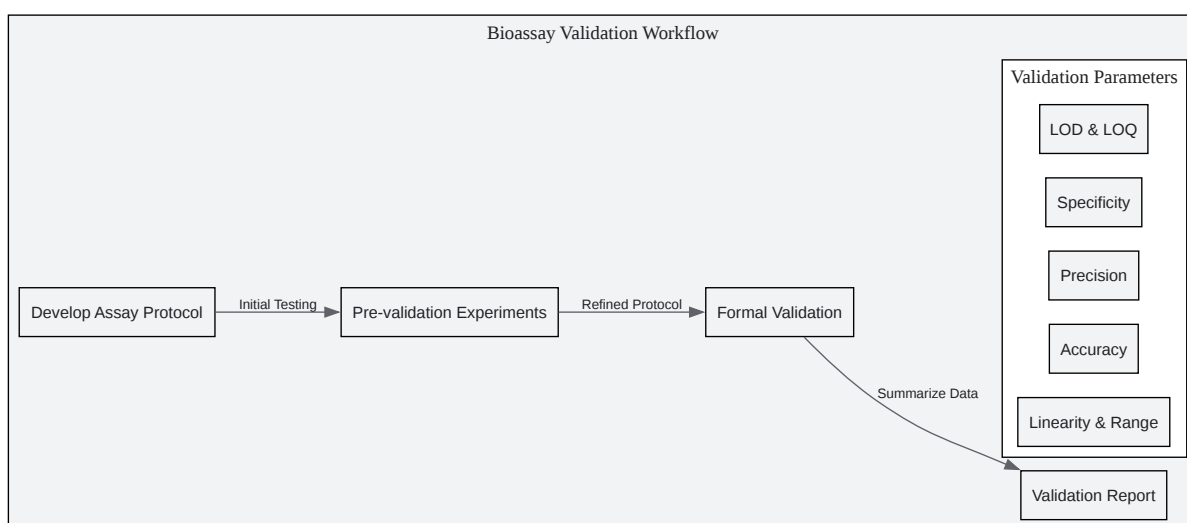 Bioassay Validation Workflow
Validation Parameters
LOD & LOQ
Specificity
Precision
Accuracy
Linearity & Range
Develop Assay Protocol
Initial Testing
Pre-validation Experiments
Refined Protocol
Formal Validation
Summarize Data
Validation Report